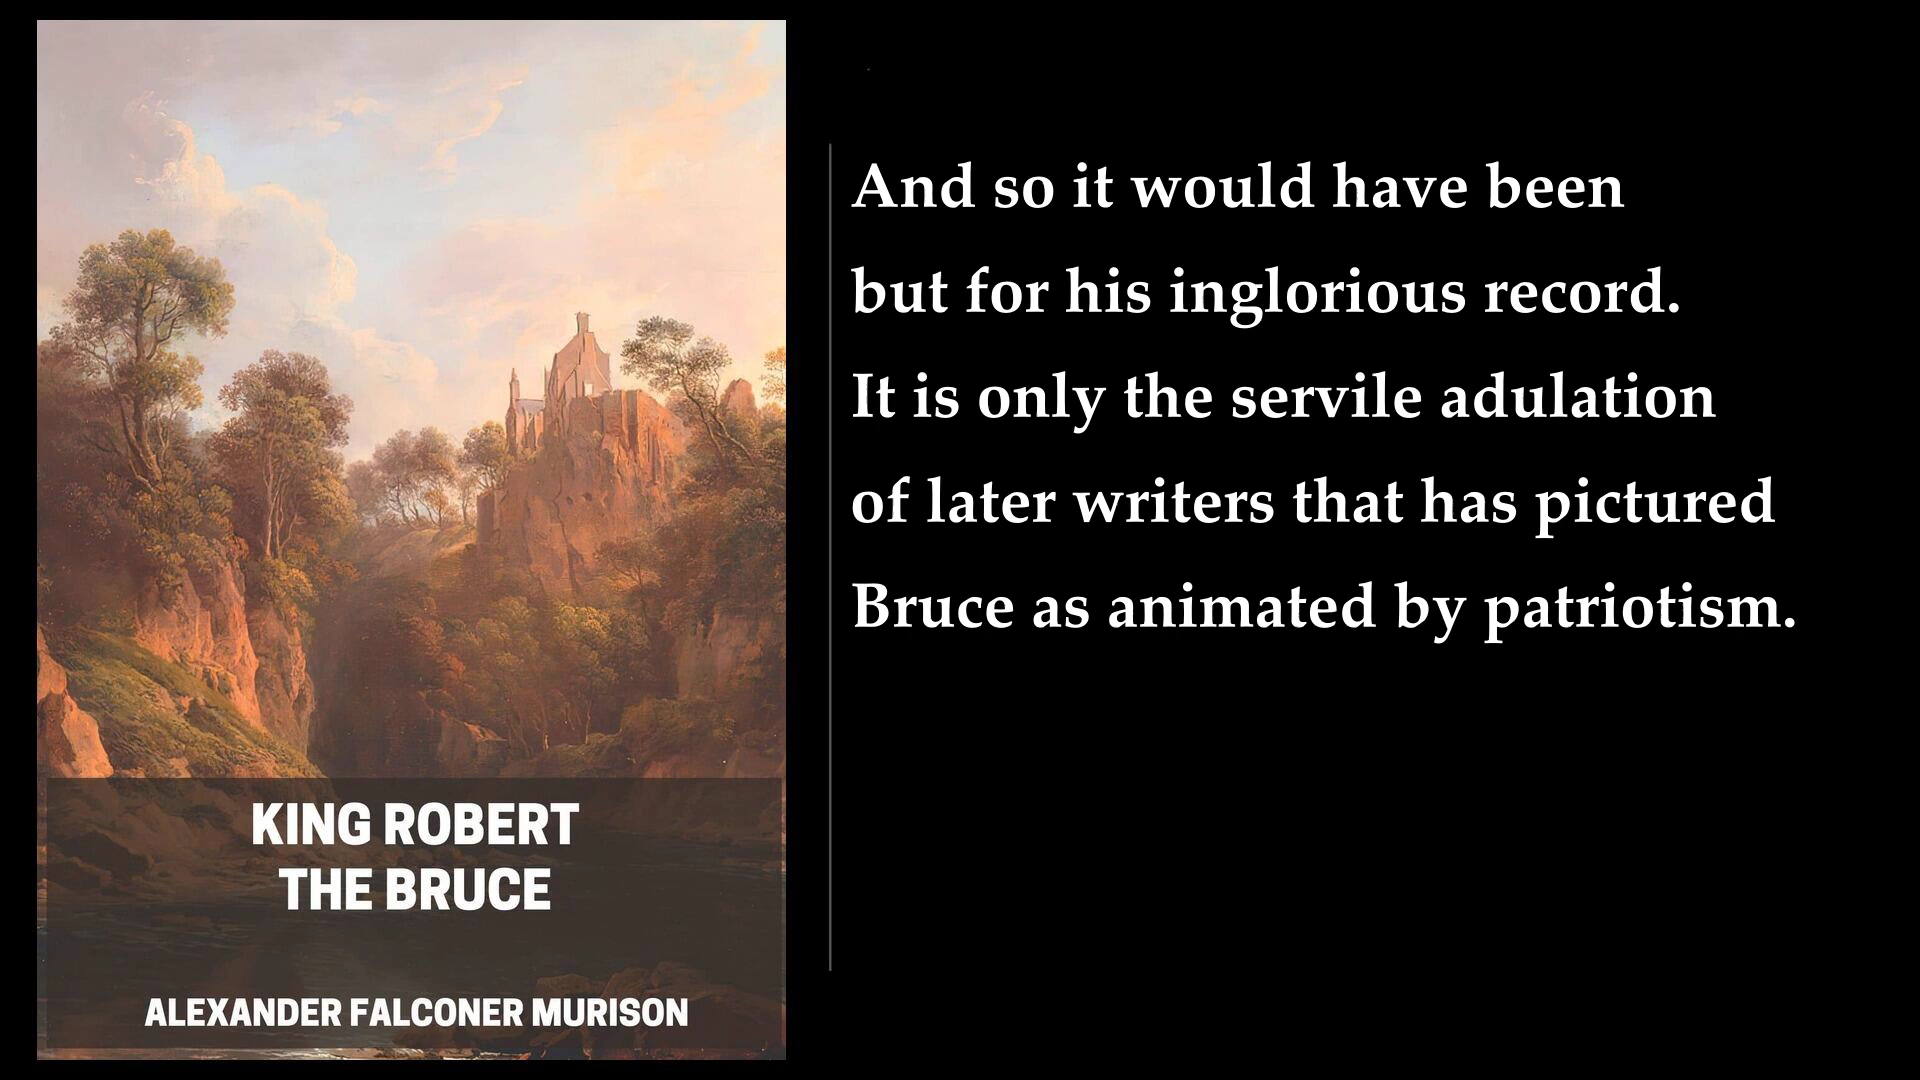 KING ROBERT
THE BRUCE
ALEXANDER FALCONER MURISON
And so it would have been
but for his inglorious record.
It is only the servile adulation
of later writers that has pictured
Bruce as animated by patriotism.